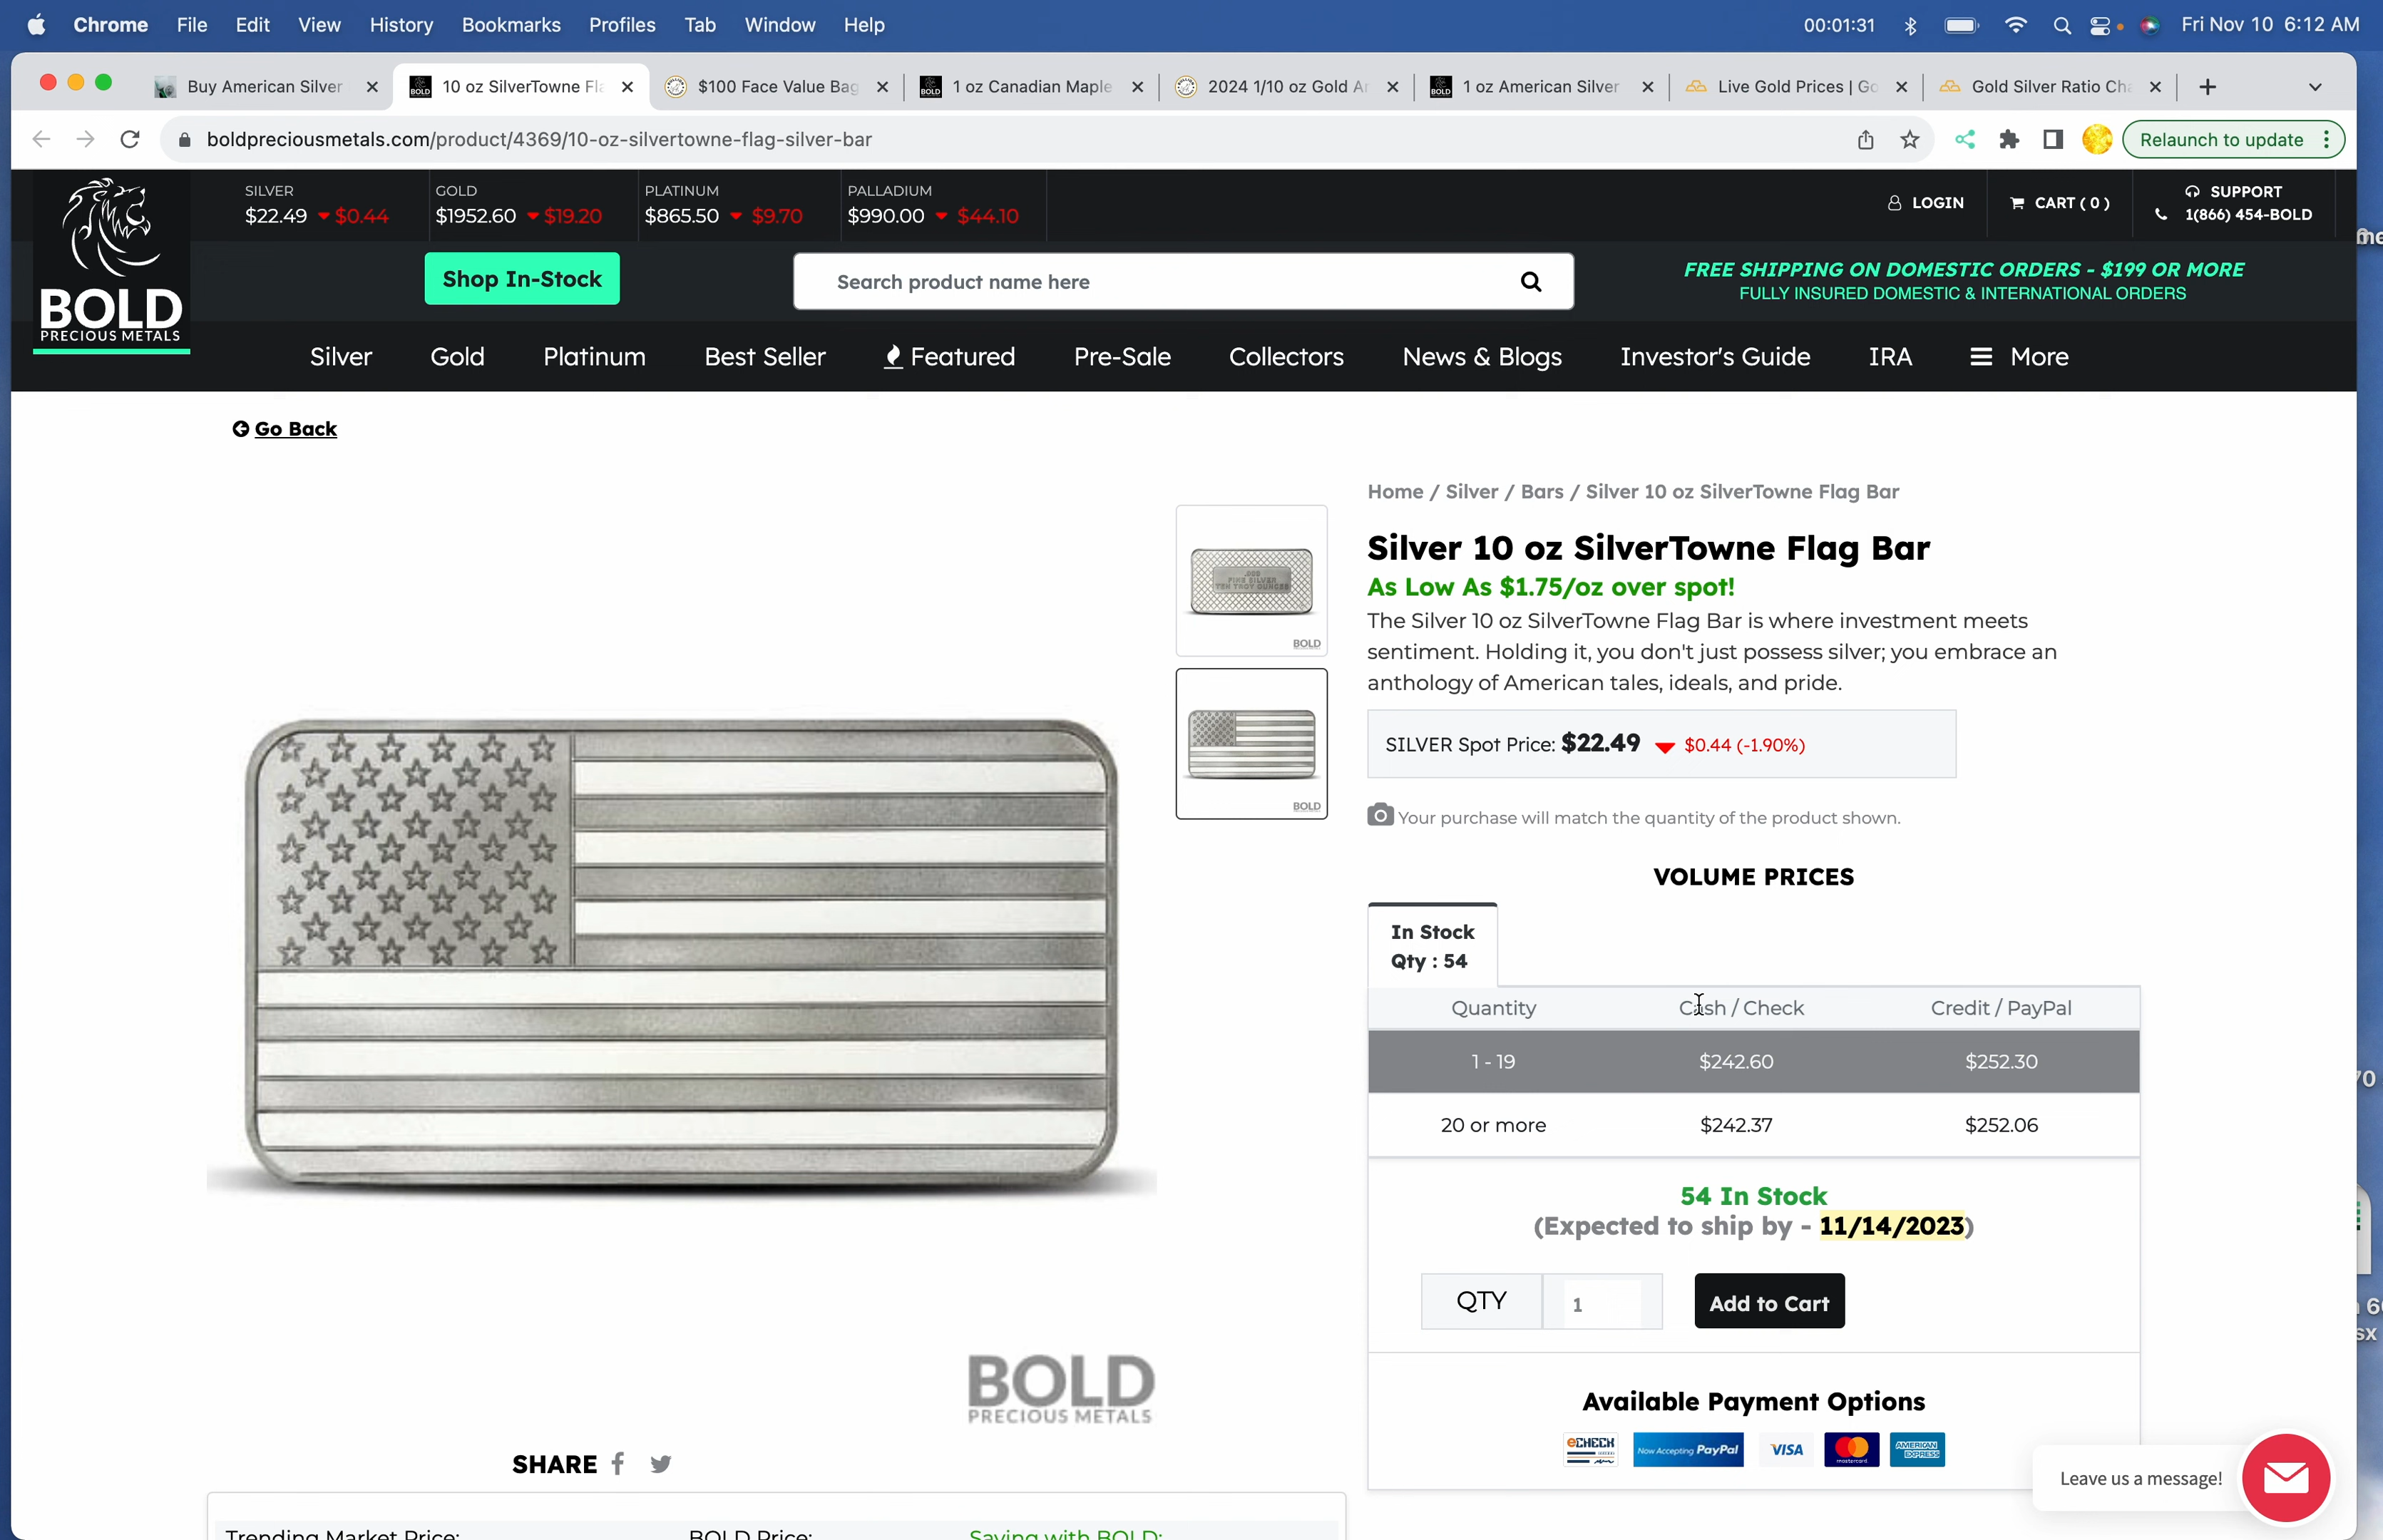 Chrome File Edit View History Bookmarks Profiles Tab Window Help 00:01:31 Fri Nov 10 6:12 AM
Buy American Silver 10 oz SilverTowne Fla $100 Face Value Bag 1 oz Canadian Maple 2024 1/10 oz Gold Ar 1 oz American Silver Live Gold Prices | Go Gold Silver Ratio Cha
boldpreciousmetals.com/product/4369/10-oz-silvertowne-flag-silver-bar Relaunch to update
SILVER GOLD PLATINUM PALLADIUM
$22.49 $0.44 $1952.60 $19.20 $865.50 $9.70 $990.00 $44.10
LOGIN CART ( 0 ) SUPPORT
1(866) 454-BOLD
BOLD
PRECIOUS METALS
Shop In-Stock
Search product name here
FREE SHIPPING ON DOMESTIC ORDERS - $199 OR MORE
FULLY INSURED DOMESTIC & INTERNATIONAL ORDERS
Silver Gold Platinum Best Seller Featured Pre-Sale Collectors News & Blogs Investor's Guide IRA More
Go Back
.999
FINE SILVER
TEN TROY OUNCES
BOLD
BOLD
Home / Silver / Bars / Silver 10 oz SilverTowne Flag Bar
Silver 10 oz SilverTowne Flag Bar
As Low As $1.75/oz over spot!
The Silver 10 oz SilverTowne Flag Bar is where investment meets
sentiment. Holding it, you don't just possess silver; you embrace an
anthology of American tales, ideals, and pride.
SILVER Spot Price: $22.49 $0.44 (-1.90%)
Your purchase will match the quantity of the product shown.
VOLUME PRICES
In Stock
Qty : 54
Quantity Cash / Check Credit / PayPal
1 - 19 $242.60 $252.30
20 or more $242.37 $252.06
54 In Stock
(Expected to ship by - 11/14/2023)
QTY 1 Add to Cart
Available Payment Options
eCHECK Now Accepting PayPal VISA mastercard AMERICAN EXPRESS
BOLD
PRECIOUS METALS
SHARE
Leave us a message!
Trending Market Price: BOLD Price: Saving with BOLD: